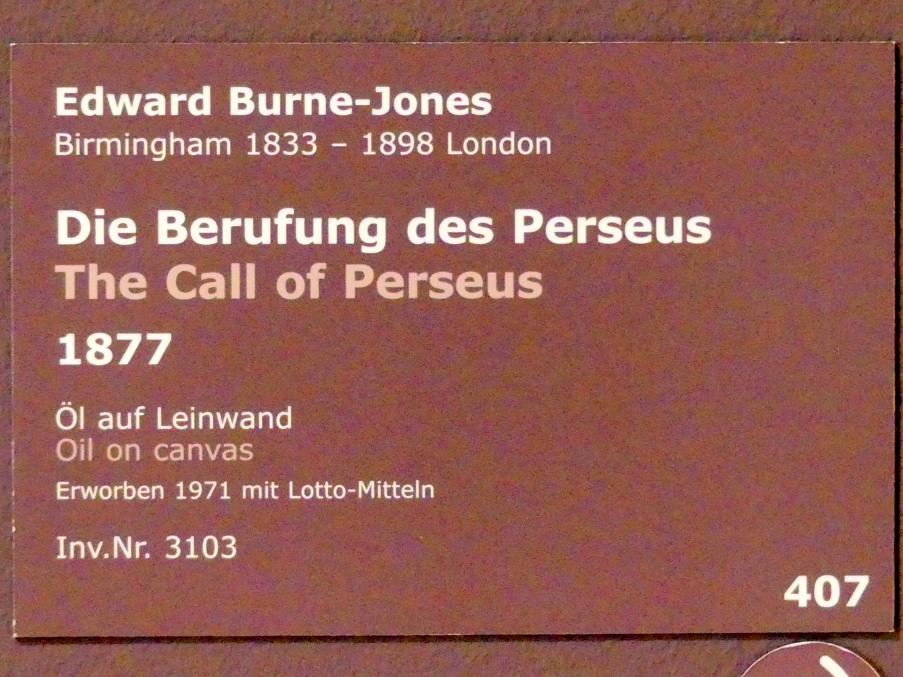 Edward Burne-Jones
Birmingham 1833 – 1898 London
Die Berufung des Perseus
The Call of Perseus
1877
Öl auf Leinwand
Oil on canvas
Erworben 1971 mit Lotto-Mitteln
Inv.Nr. 3103
407